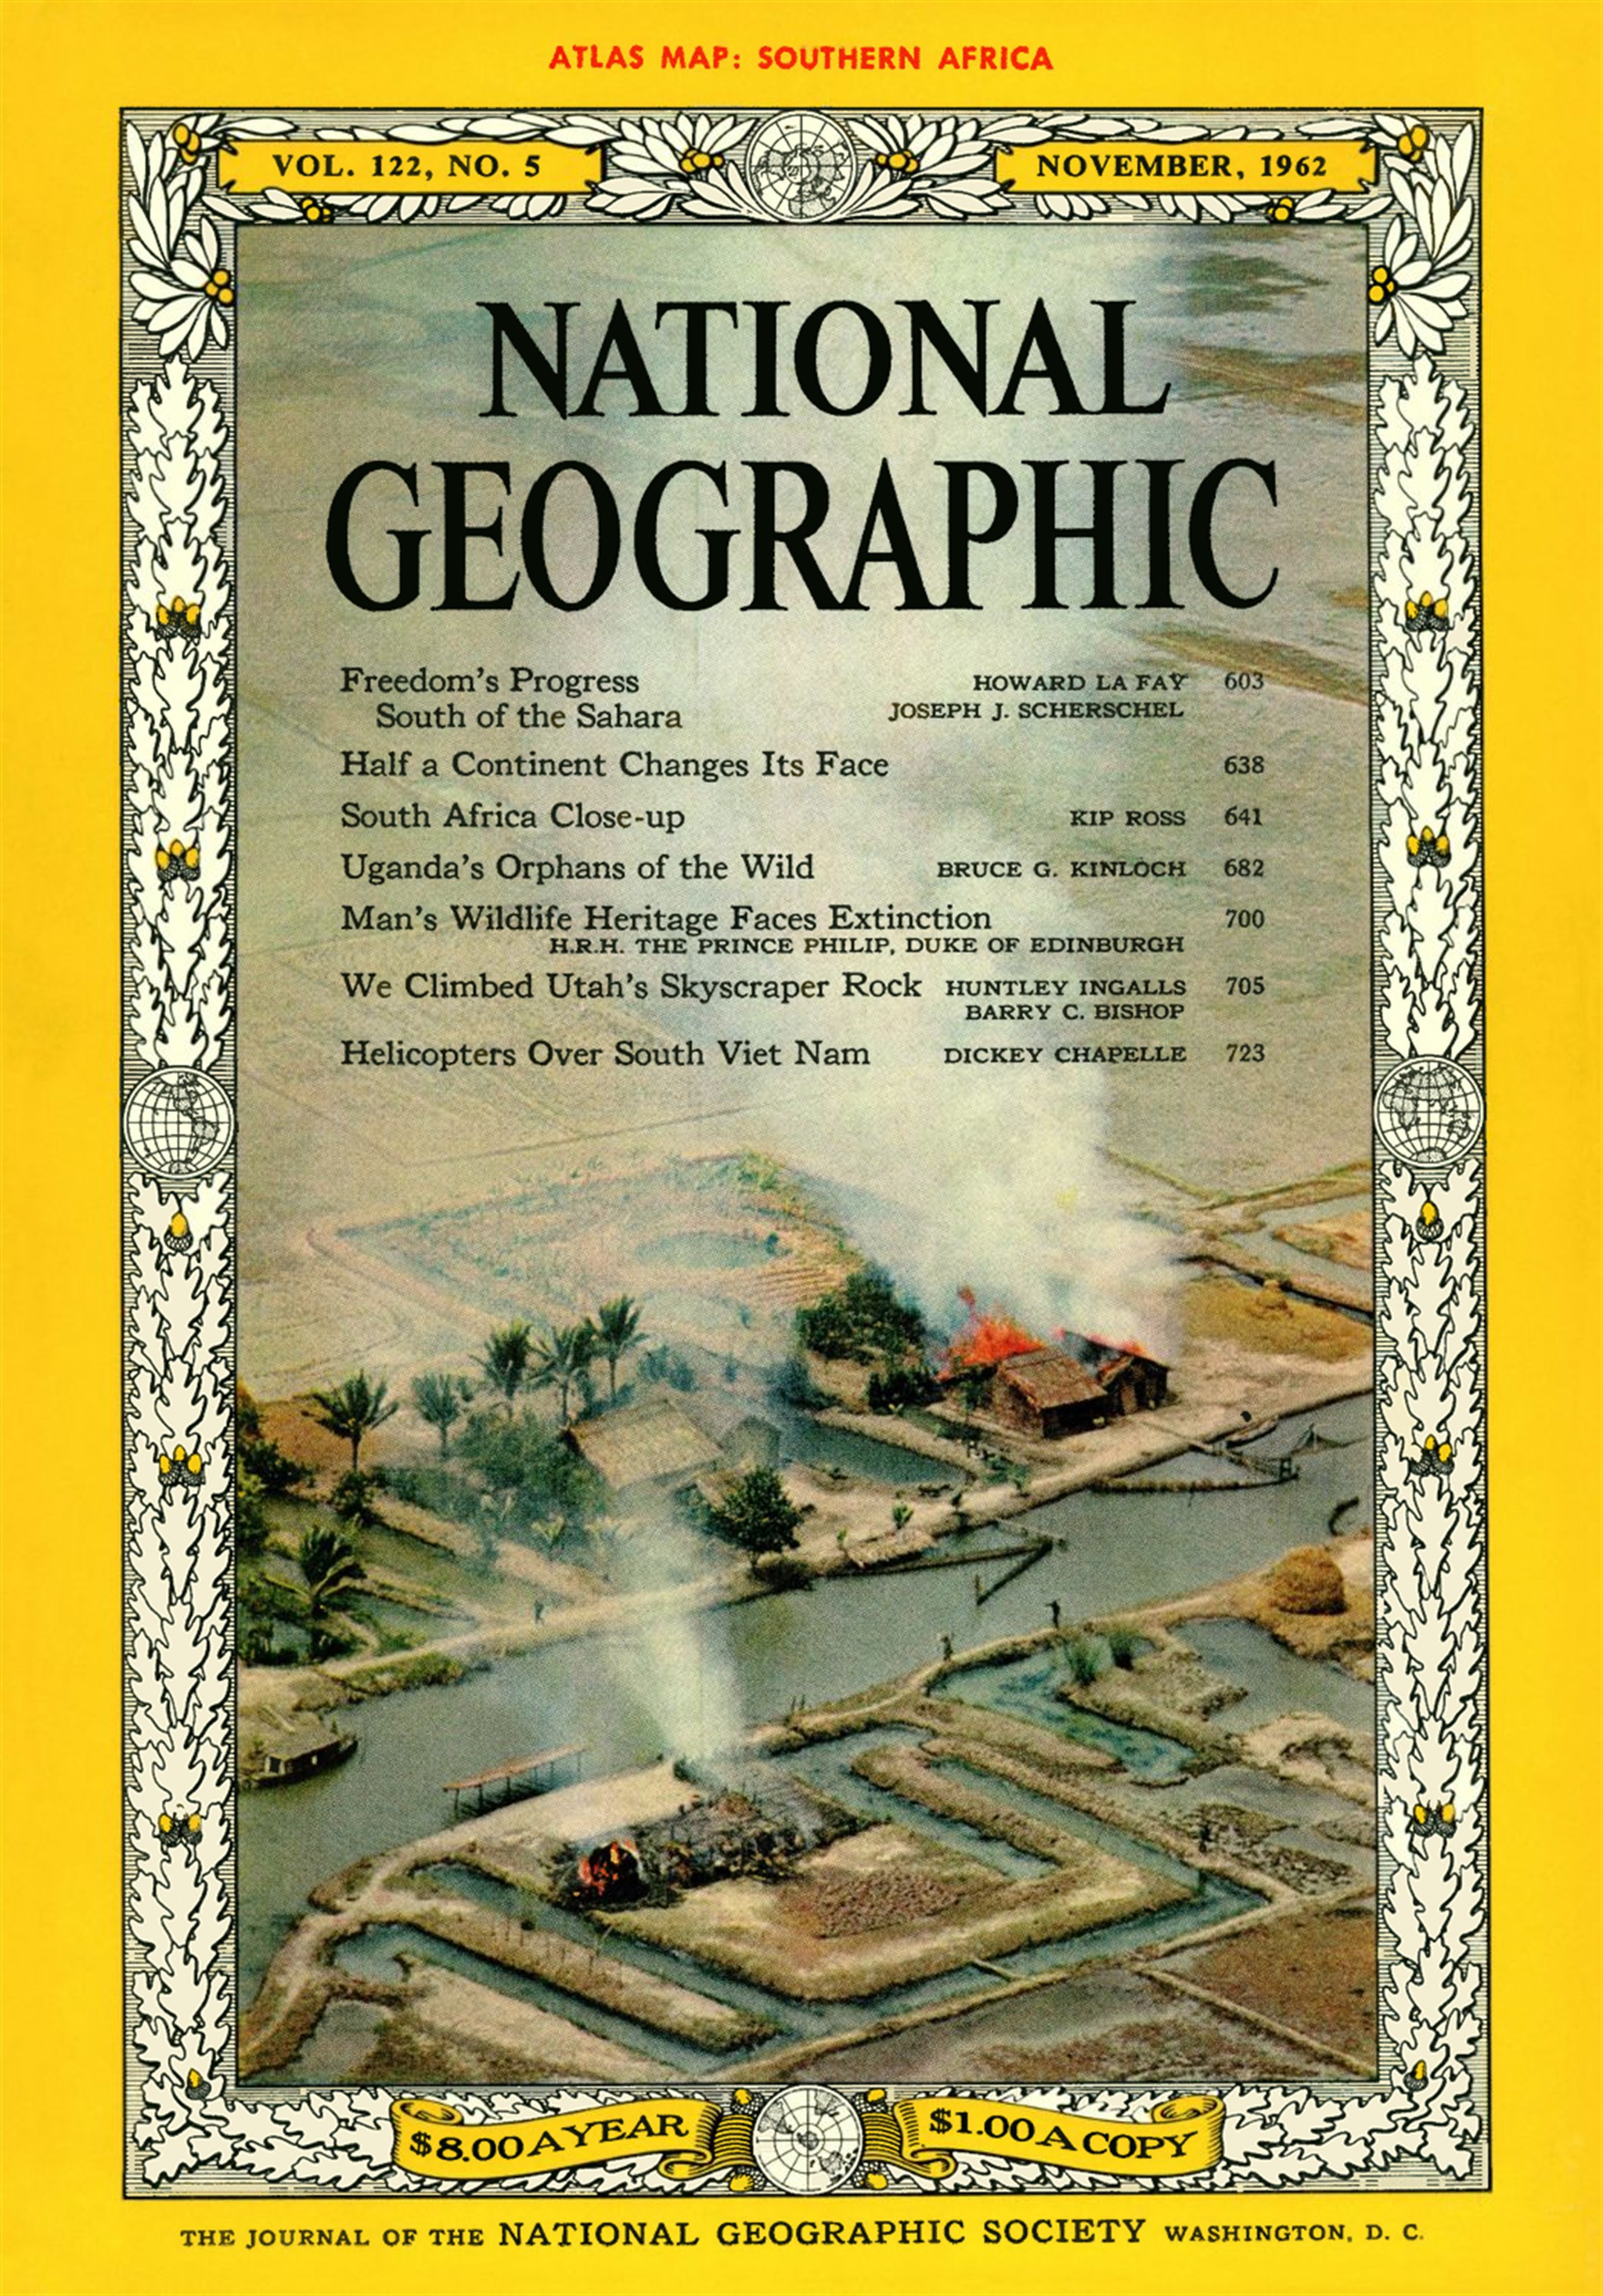 ATLAS MAP: SOUTHERN AFRICA
VOL. 122, NO. 5
NOVEMBER, 1962
NATIONAL
GEOGRAPHIC
Freedom's Progress HOWARD LA FAY 603
South of the Sahara JOSEPH J. SCHERSCHEL
Half a Continent Changes Its Face 638
South Africa Close-up KIP ROSS 641
Uganda's Orphans of the Wild BRUCE G. KINLOCH 682
Man's Wildlife Heritage Faces Extinction 700
H.R.H. THE PRINCE PHILIP, DUKE OF EDINBURGH
We Climbed Utah's Skyscraper Rock HUNTLEY INGALLS 705
BARRY C. BISHOP
Helicopters Over South Viet Nam DICKEY CHAPELLE 723
$8.00 A YEAR
$1.00 A COPY
THE JOURNAL OF THE NATIONAL GEOGRAPHIC SOCIETY WASHINGTON, D. C.